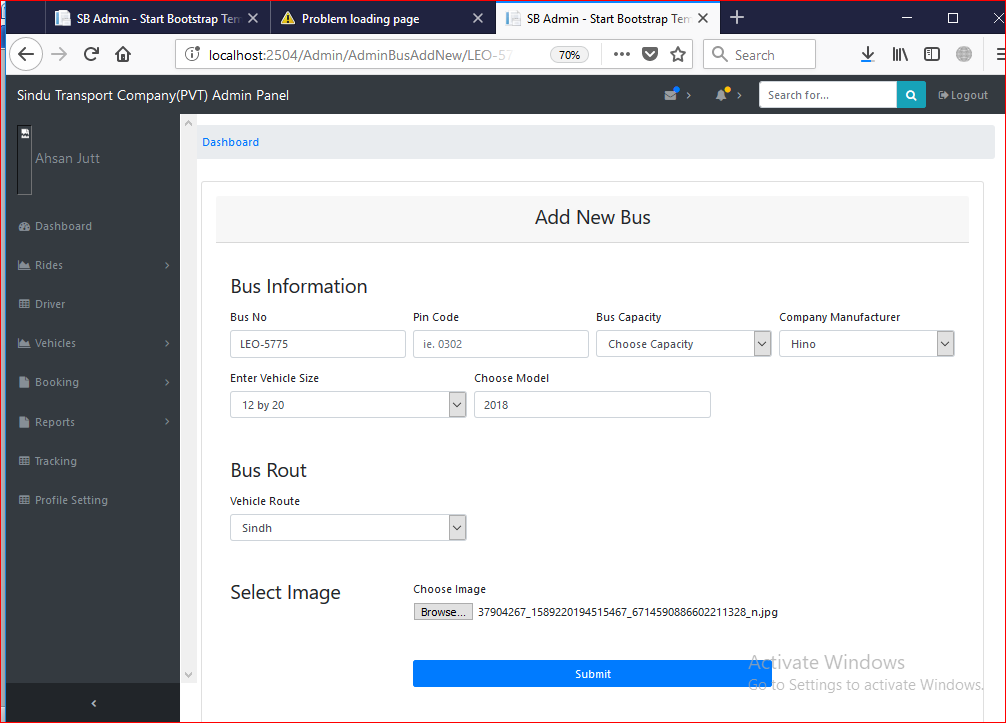 SB Admin - Start Bootstrap Tem
Problem loading page
SB Admin - Start Bootstrap Tem
localhost:2504/Admin/AdminBusAddNew/LEO-57
70%
Search
Sindu Transport Company(PVT) Admin Panel
Search for...
Logout
Ahsan Jutt
Dashboard
Rides
Driver
Vehicles
Booking
Reports
Tracking
Profile Setting
Dashboard
Add New Bus
Bus Information
Bus No Pin Code Bus Capacity Company Manufacturer
LEO-5775 ie. 0302 Choose Capacity Hino
Enter Vehicle Size Choose Model
12 by 20 2018
Bus Rout
Vehicle Route
Sindh
Select Image
Choose Image
Browse... 37904267_1589220194515467_6714590886602211328_n.jpg
Submit
Activate Windows
Go to Settings to activate Windows.